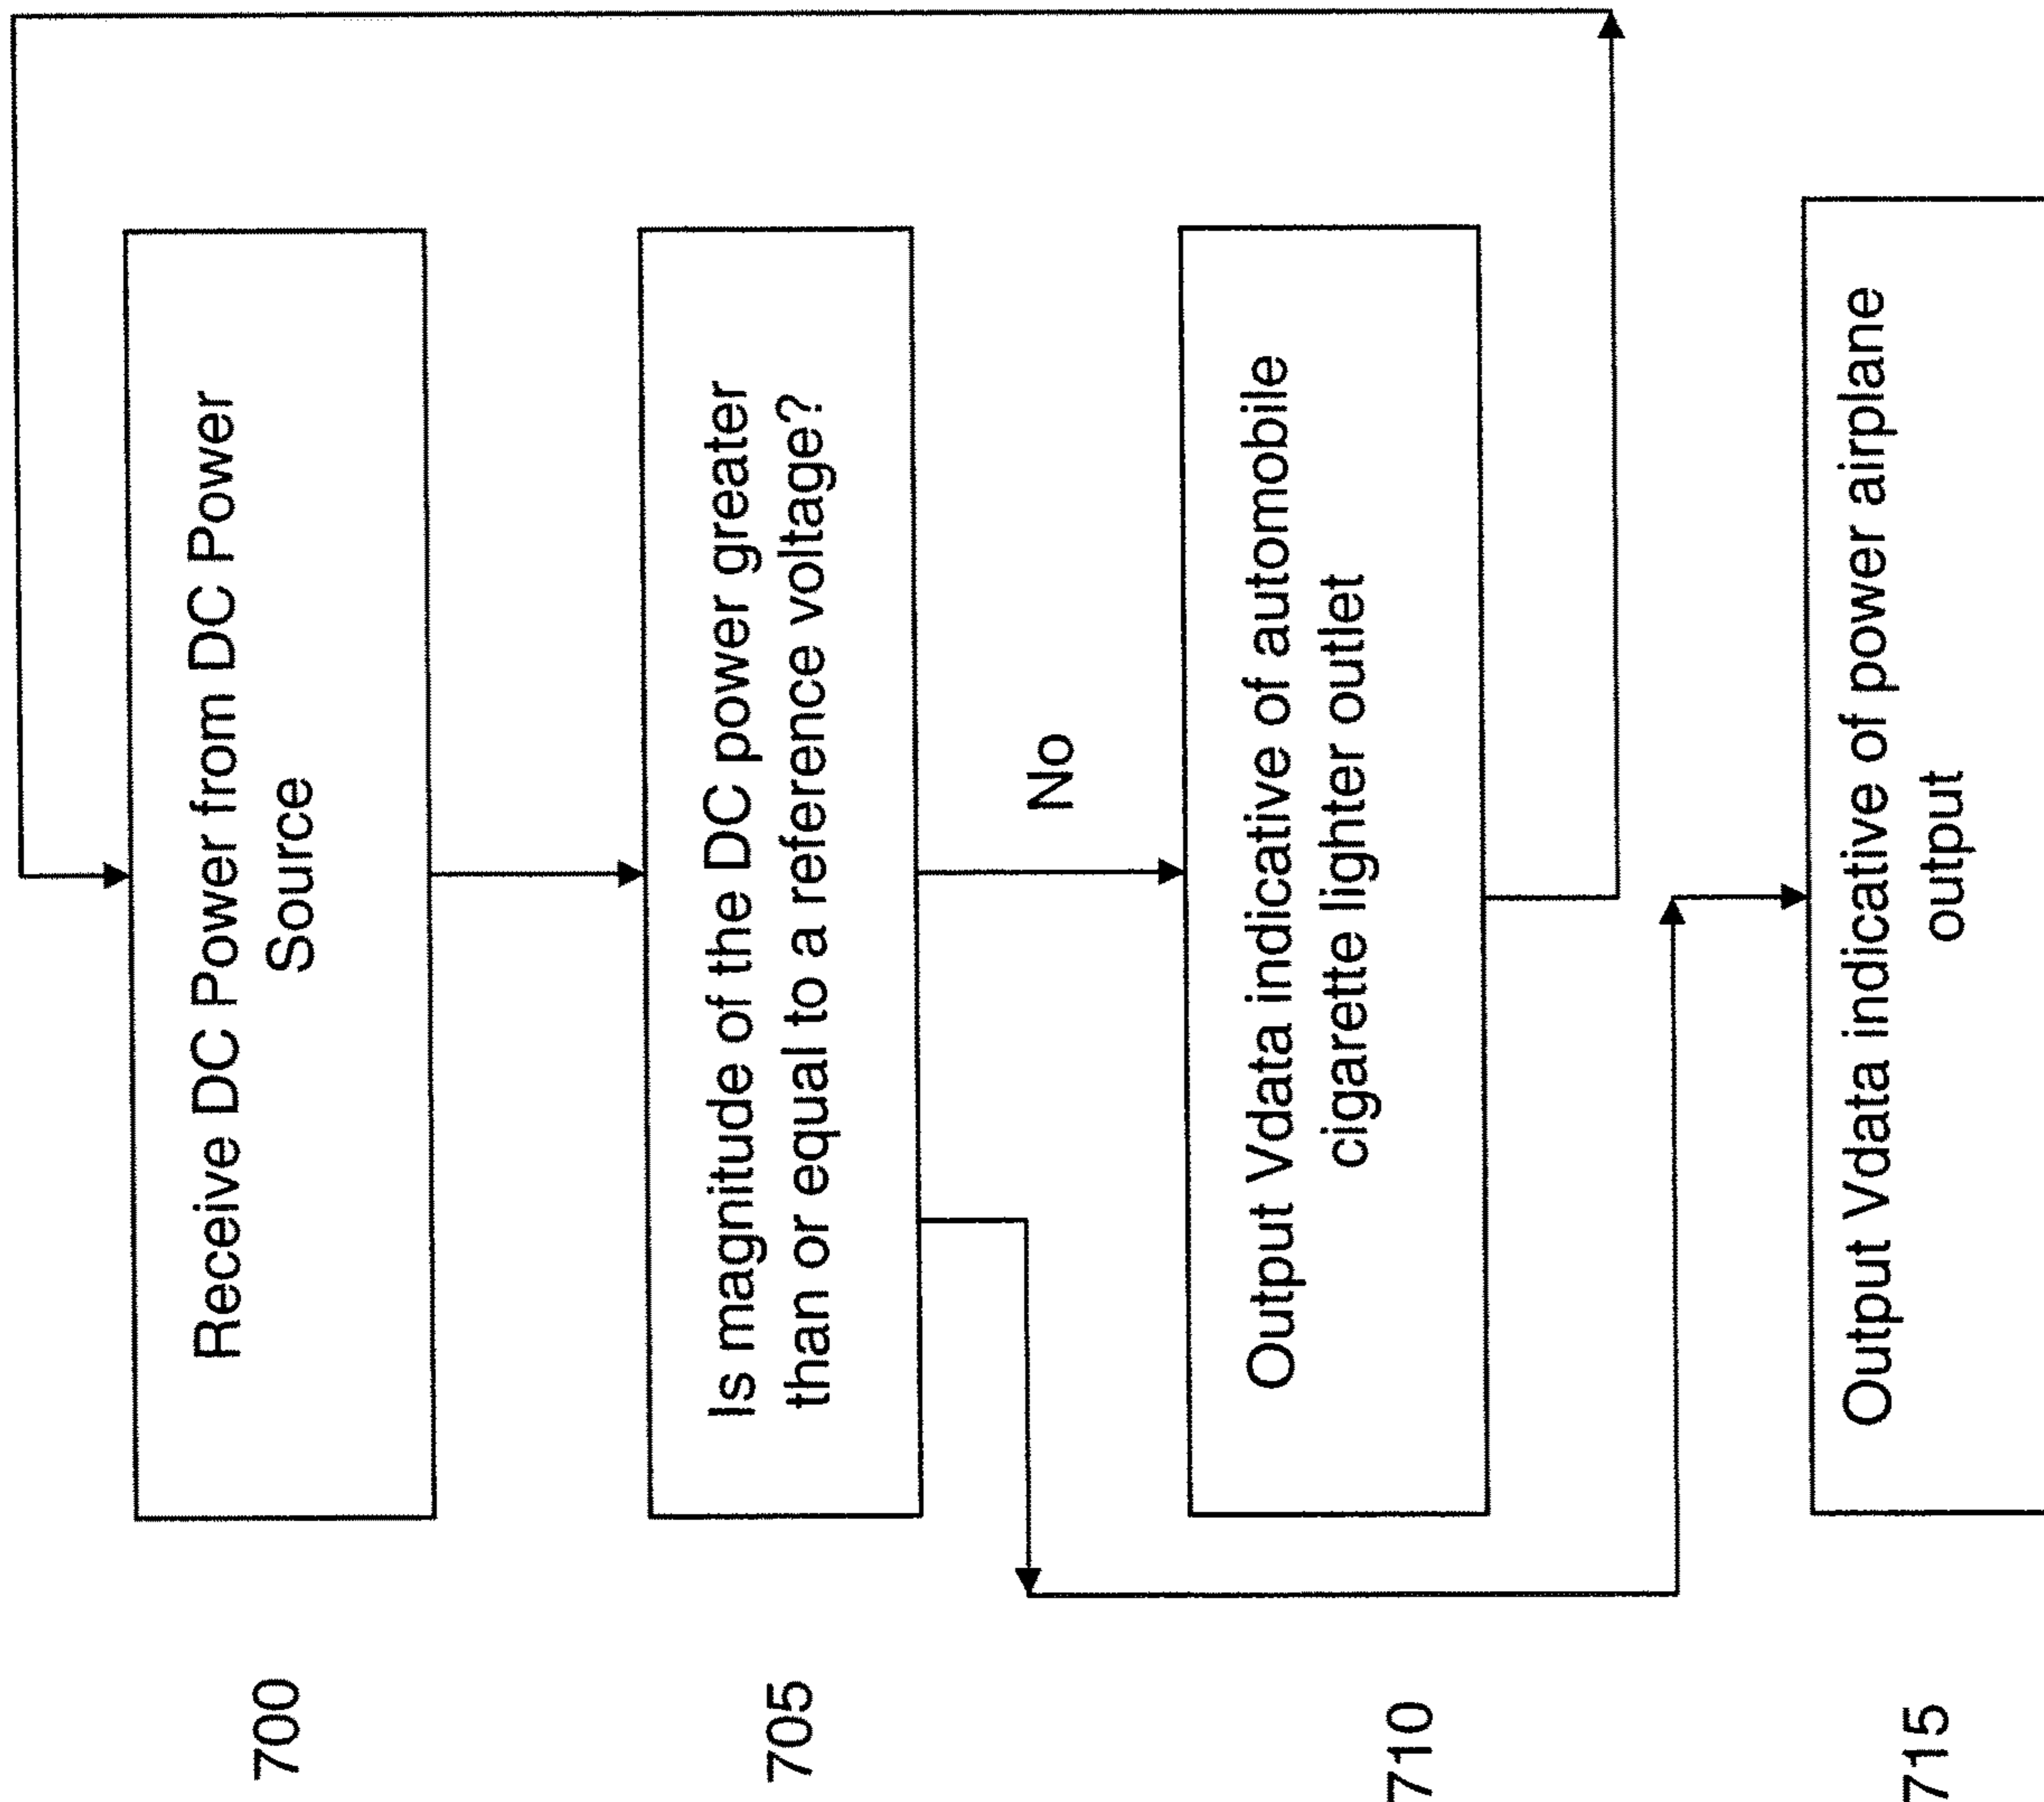 700
Receive DC Power from DC Power
Source
705
Is magnitude of the DC power greater
than or equal to a reference voltage?
No
710
Output Vdata indicative of automobile
cigarette lighter outlet
715
Output Vdata indicative of power airplane
output